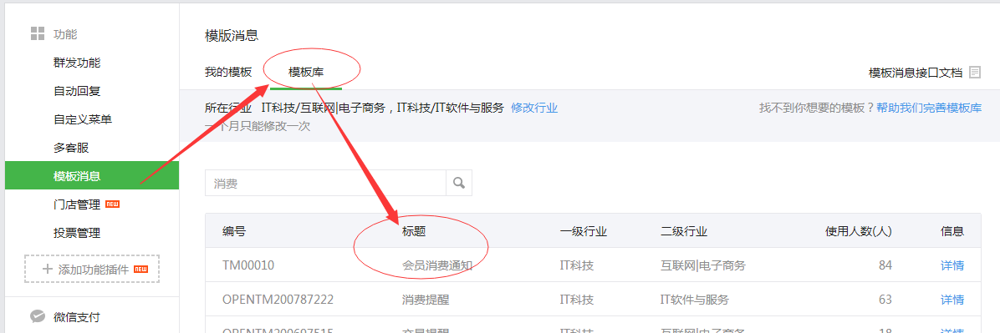 功能
群发功能
自动回复
自定义菜单
多客服
模板消息
门店管理 NEW
投票管理
添加功能插件 NEW
微信支付
模版消息
我的模板 模板库 模板消息接口文档
所在行业 IT科技/互联网|电子商务，IT科技/IT软件与服务 修改行业 找不到你想要的模板？帮助我们完善模板库
一个月只能修改一次
消费
编号 标题 一级行业 二级行业 使用人数(人) 信息
TM00010 会员消费通知 IT科技 互联网|电子商务 84 详情
OPENTM200787222 消费提醒 IT科技 IT软件与服务 63 详情
OPENTM200697515 交易提醒 IT科技 互联网|电子商务 18 详情